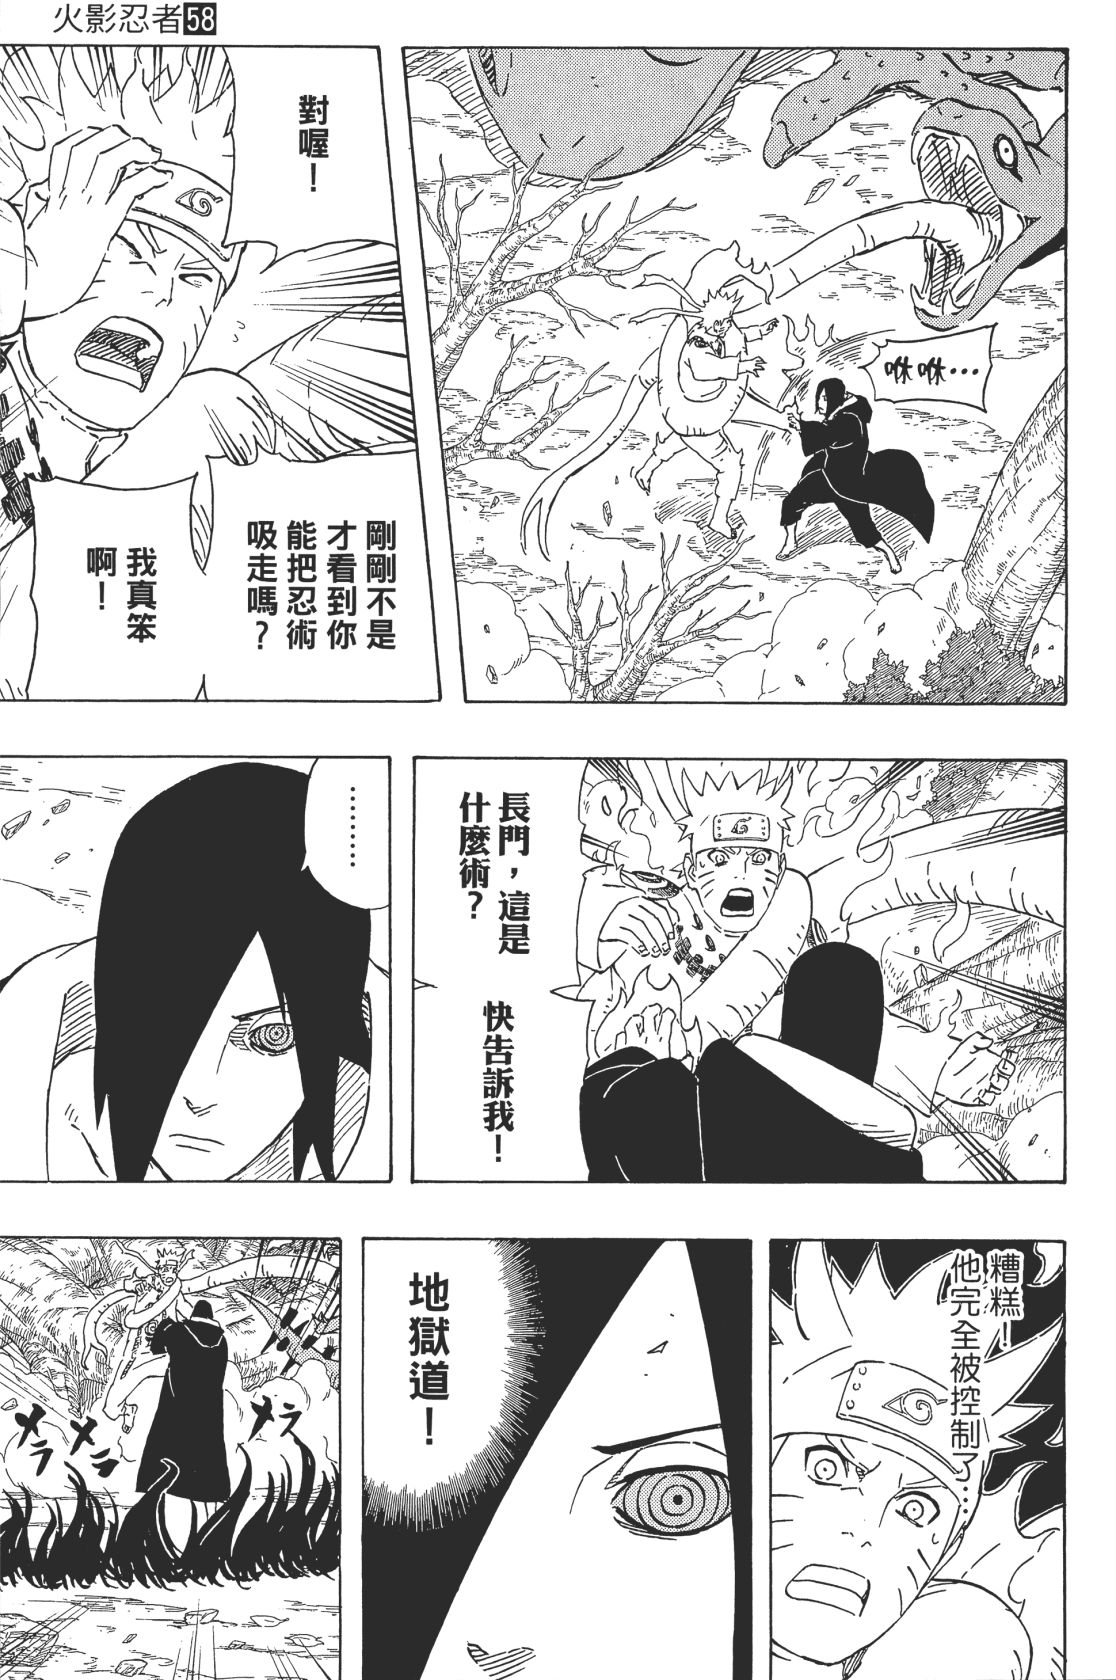 火影忍者58
咻咻…
對喔！
剛剛不是
才看到你
能把忍術
吸走嗎？
我真笨
啊！
長門，這是
什麼術？
快告訴我！
………
糟糕！
他完全被控制了……
地獄道！
メラ
メラ
メラ